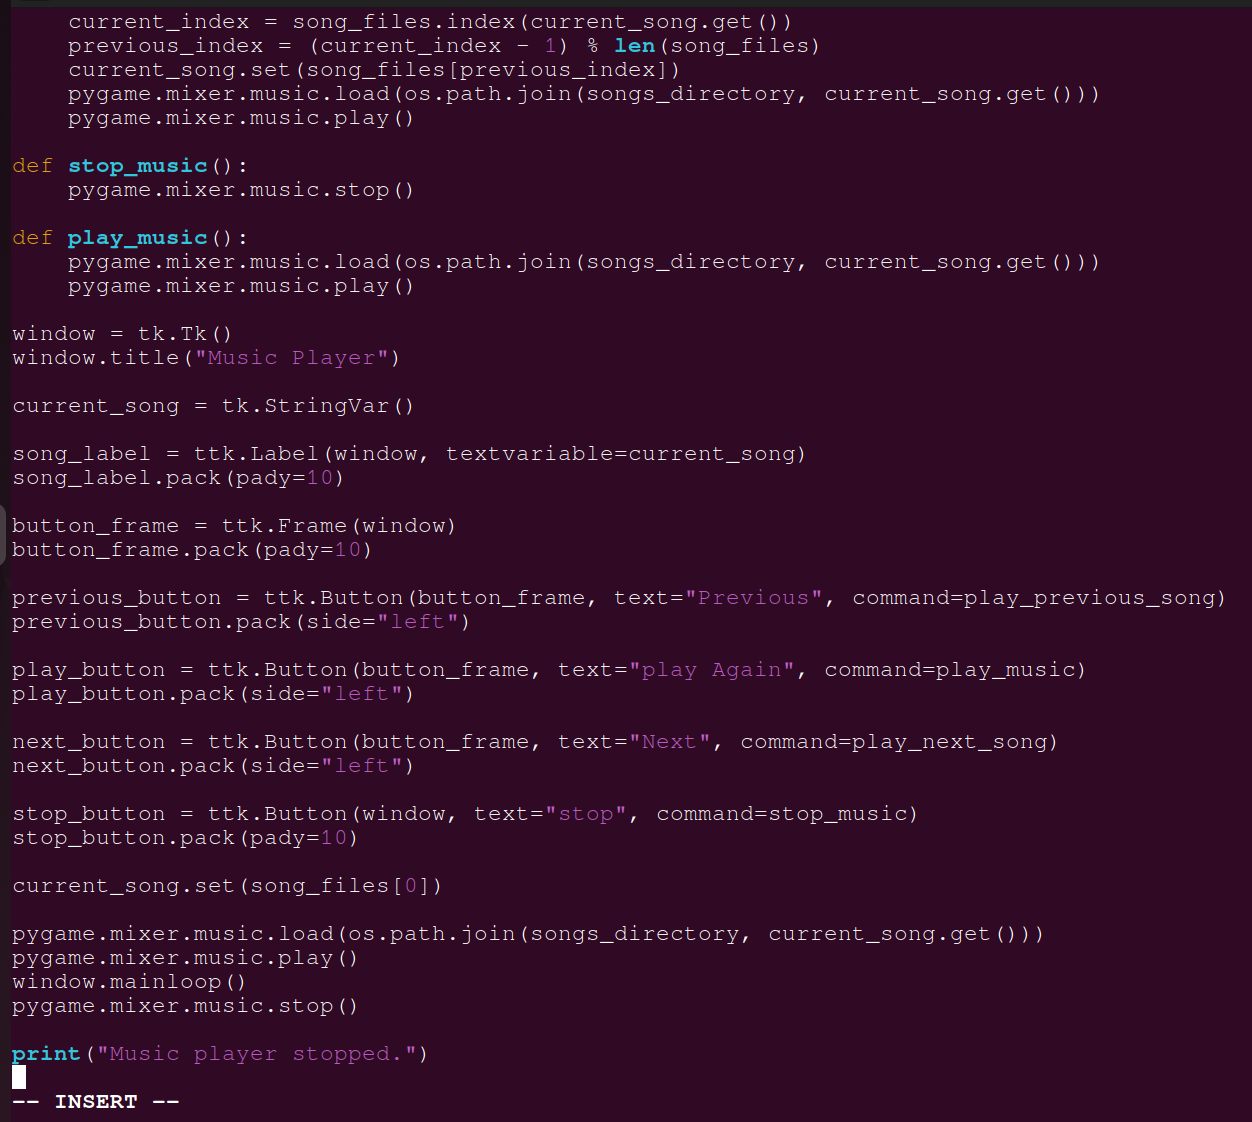 current_index = song_files.index(current_song.get())
    previous_index = (current_index - 1) % len(song_files)
    current_song.set(song_files[previous_index])
    pygame.mixer.music.load(os.path.join(songs_directory, current_song.get()))
    pygame.mixer.music.play()

def stop_music():
    pygame.mixer.music.stop()

def play_music():
    pygame.mixer.music.load(os.path.join(songs_directory, current_song.get()))
    pygame.mixer.music.play()

window = tk.Tk()
window.title("Music Player")

current_song = tk.StringVar()

song_label = ttk.Label(window, textvariable=current_song)
song_label.pack(pady=10)

button_frame = ttk.Frame(window)
button_frame.pack(pady=10)

previous_button = ttk.Button(button_frame, text="Previous", command=play_previous_song)
previous_button.pack(side="left")

play_button = ttk.Button(button_frame, text="play Again", command=play_music)
play_button.pack(side="left")

next_button = ttk.Button(button_frame, text="Next", command=play_next_song)
next_button.pack(side="left")

stop_button = ttk.Button(window, text="stop", command=stop_music)
stop_button.pack(pady=10)

current_song.set(song_files[0])

pygame.mixer.music.load(os.path.join(songs_directory, current_song.get()))
pygame.mixer.music.play()
window.mainloop()
pygame.mixer.music.stop()

print("Music player stopped.")

-- INSERT --